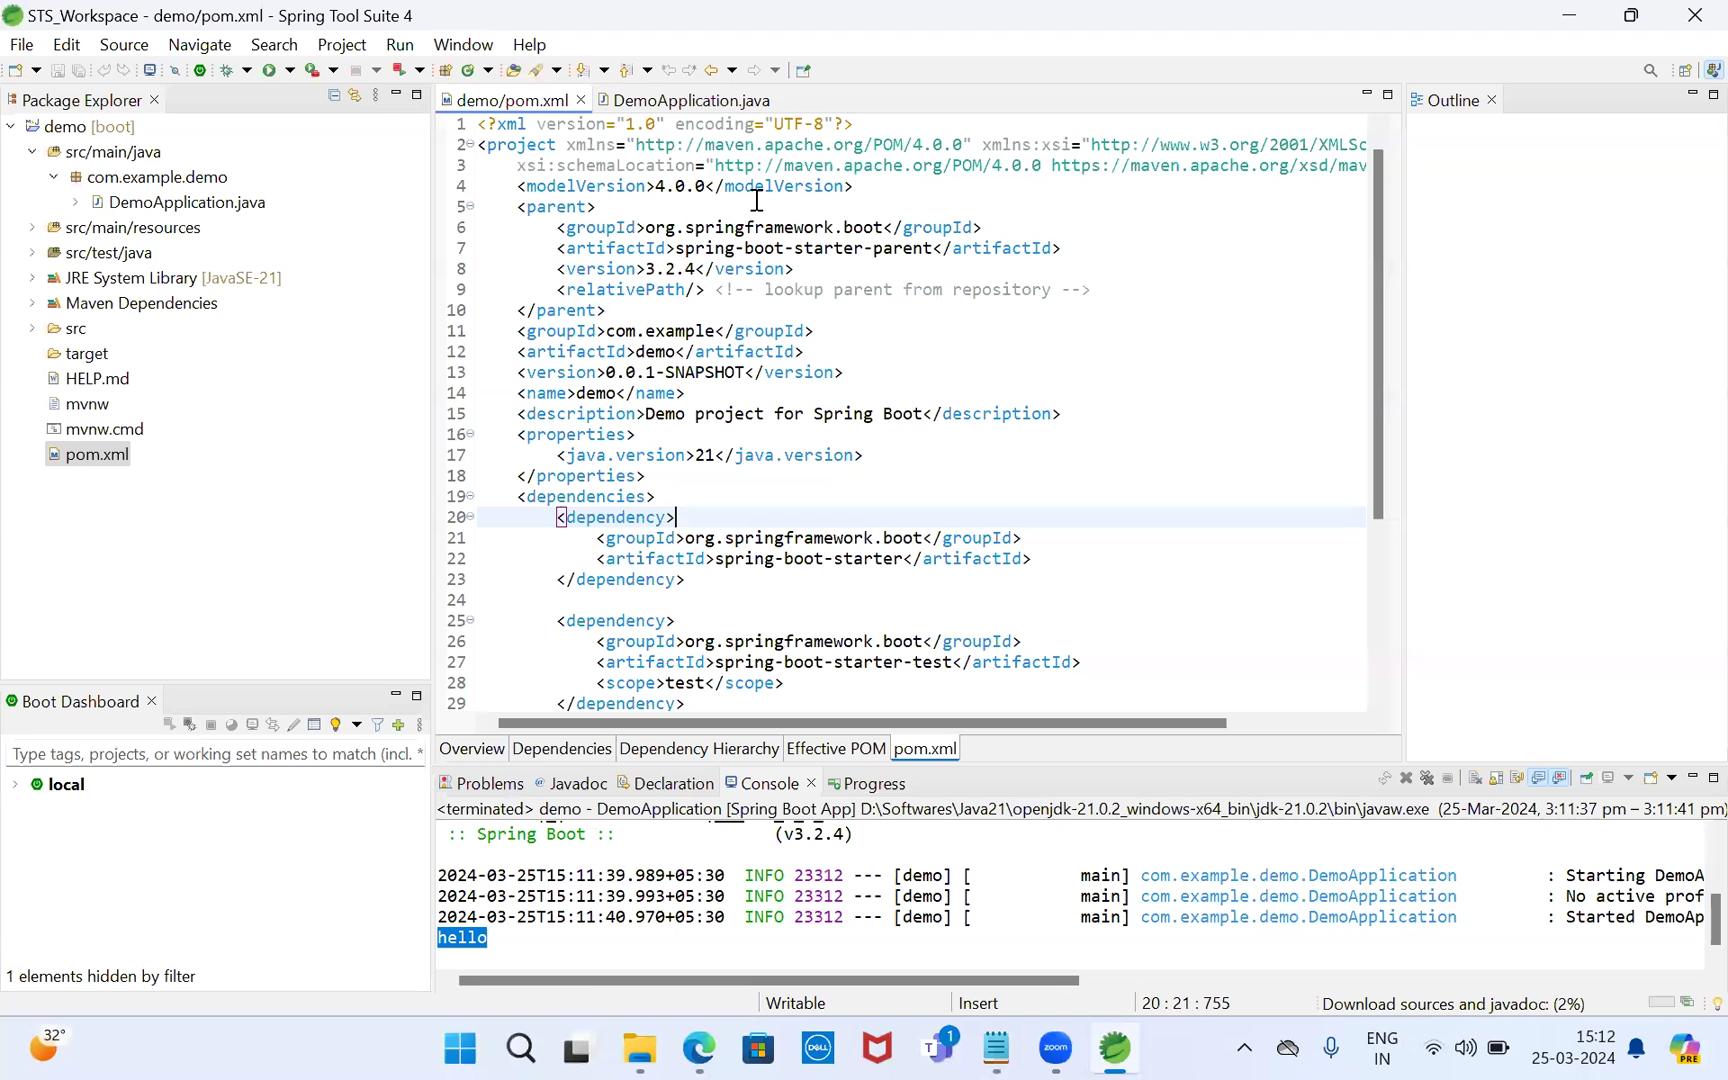 STS_Workspace - demo/pom.xml - Spring Tool Suite 4
File Edit Source Navigate Search Project Run Window Help
Package Explorer
demo [boot]
src/main/java
com.example.demo
DemoApplication.java
src/main/resources
src/test/java
JRE System Library [JavaSE-21]
Maven Dependencies
src
target
HELP.md
mvnw
mvnw.cmd
pom.xml
Boot Dashboard
Type tags, projects, or working set names to match (incl. *
local
1 elements hidden by filter
demo/pom.xml DemoApplication.java
1 <?xml version="1.0" encoding="UTF-8"?>
2 <project xmlns="http://maven.apache.org/POM/4.0.0" xmlns:xsi="http://www.w3.org/2001/XMLSc
3 xsi:schemaLocation="http://maven.apache.org/POM/4.0.0 https://maven.apache.org/xsd/mav
4 <modelVersion>4.0.0</modelVersion>
5 <parent>
6 <groupId>org.springframework.boot</groupId>
7 <artifactId>spring-boot-starter-parent</artifactId>
8 <version>3.2.4</version>
9 <relativePath/> <!-- lookup parent from repository -->
10 </parent>
11 <groupId>com.example</groupId>
12 <artifactId>demo</artifactId>
13 <version>0.0.1-SNAPSHOT</version>
14 <name>demo</name>
15 <description>Demo project for Spring Boot</description>
16 <properties>
17 <java.version>21</java.version>
18 </properties>
19 <dependencies>
20 <dependency>
21 <groupId>org.springframework.boot</groupId>
22 <artifactId>spring-boot-starter</artifactId>
23 </dependency>
24
25 <dependency>
26 <groupId>org.springframework.boot</groupId>
27 <artifactId>spring-boot-starter-test</artifactId>
28 <scope>test</scope>
29 </dependency>
Overview Dependencies Dependency Hierarchy Effective POM pom.xml
Outline
Problems Javadoc Declaration Console Progress
<terminated> demo - DemoApplication [Spring Boot App] D:\Softwares\Java21\openjdk-21.0.2_windows-x64_bin\jdk-21.0.2\bin\javaw.exe (25-Mar-2024, 3:11:37 pm – 3:11:41 pm)
:: Spring Boot :: (v3.2.4)
2024-03-25T15:11:39.989+05:30 INFO 23312 --- [demo] [ main] com.example.demo.DemoApplication : Starting DemoA
2024-03-25T15:11:39.993+05:30 INFO 23312 --- [demo] [ main] com.example.demo.DemoApplication : No active prof
2024-03-25T15:11:40.970+05:30 INFO 23312 --- [demo] [ main] com.example.demo.DemoApplication : Started DemoAp
hello
Writable Insert 20 : 21 : 755 Download sources and javadoc: (2%)
32°
DELL
T
1
zoom
ENG
IN
15:12
25-03-2024
PRE